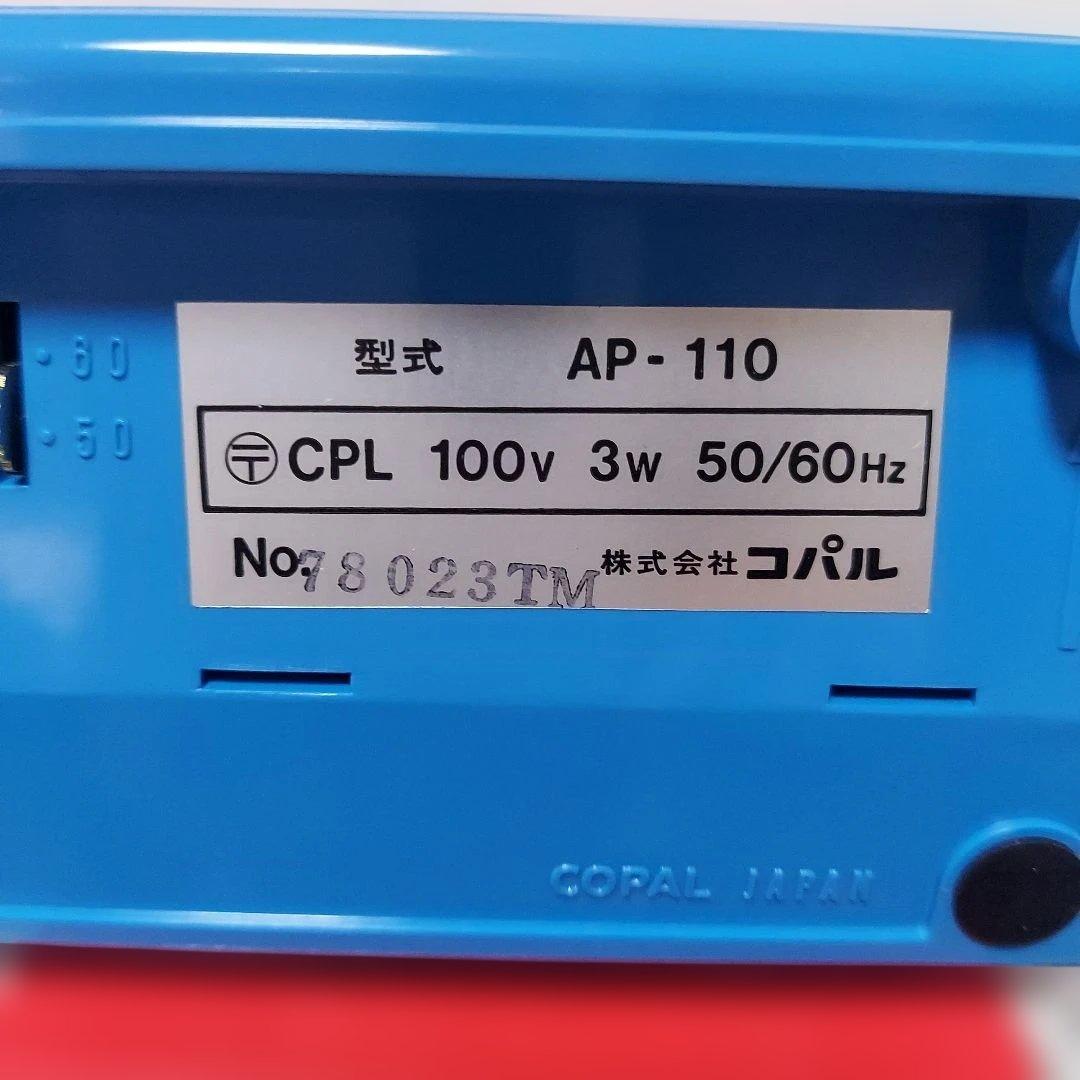 ・60
・50
型式 AP-110
〒CPL 100V 3W 50/60Hz
No.78023TM 株式会社コパル
COPAL JAPAN